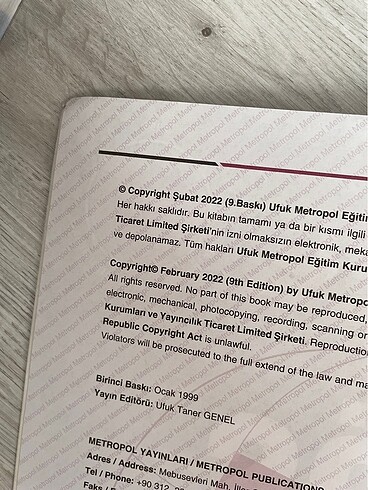 © Copyright Şubat 2022 (9.Baskı) Ufuk Metropol Eğitim
Her hakkı saklıdır. Bu kitabın tamamı ya da bir kısmı ilgili
Ticaret Limited Şirketi'nin izni olmaksızın elektronik,
ve depolanamaz. Tüm hakları Ufuk Metropol Eğitim
Copyright© February 2022 (9th Edition) by Ufuk
All rights reserved. No part of this book may be reproduced,
electronic, mechanical, photocopying, recording, scanning or
Kurumları ve Yayıncılık Ticaret Limited Şirketi. Reproduction
Republic Copyright Act is unlawful.
Violators will be prosecuted to the full extend of the law and
Birinci Baskı: Ocak 1999
Yayın Editörü: Ufuk Taner GENEL
METROPOL YAYINLARI / METROPOL PUBLICATIONS
Adres / Address: Mebusevleri Mah.
Tel / Phone: +90 312
Faks /